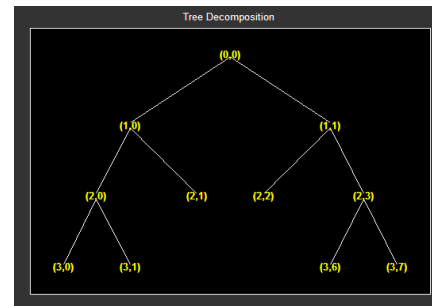 Tree Decomposition
(0,0)
(1,0) (1,1)
(2,0) (2,1) (2,2) (2,3)
(3,0) (3,1) (3,6) (3,7)